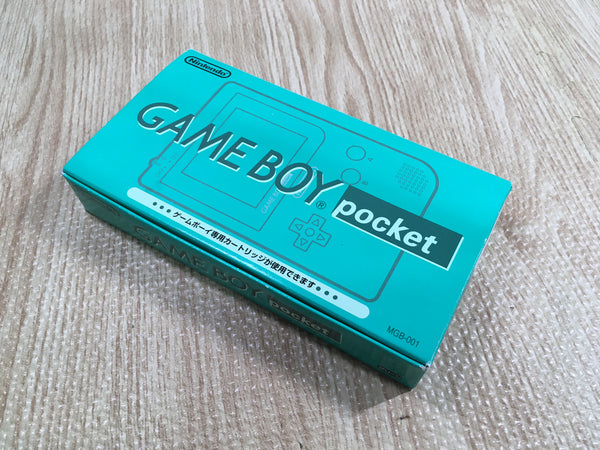 Nintendo
GAME BOY®
pocket
GAME
•••ゲームボーイ専用カートリッジが使用できます•••
MGB-001
GAME BOY
pocket